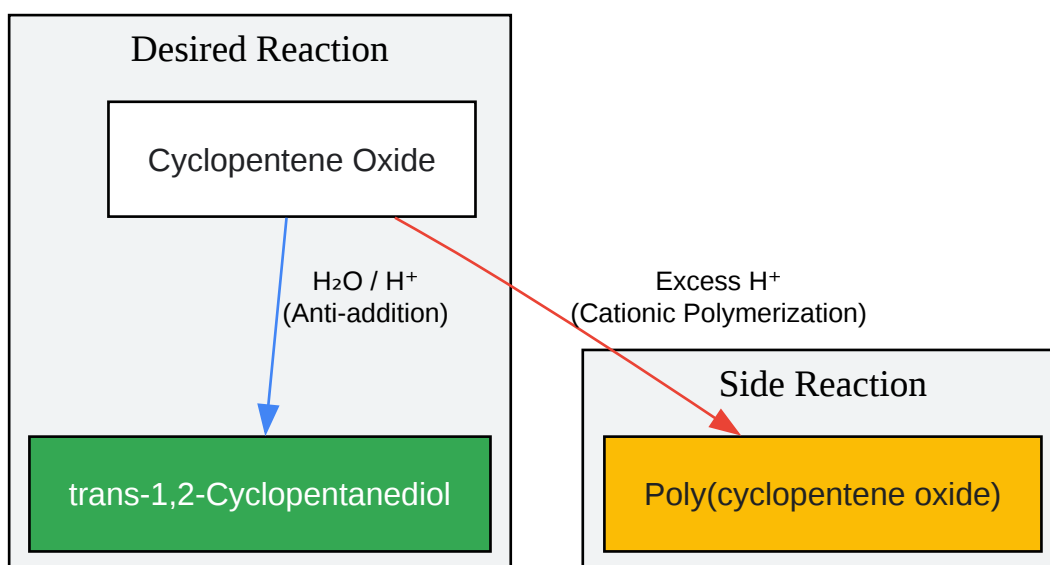 Desired Reaction
Cyclopentene Oxide
H₂O / H⁺
(Anti-addition)
Excess H⁺
(Cationic Polymerization)
Side Reaction
trans-1,2-Cyclopentanediol
Poly(cyclopentene oxide)